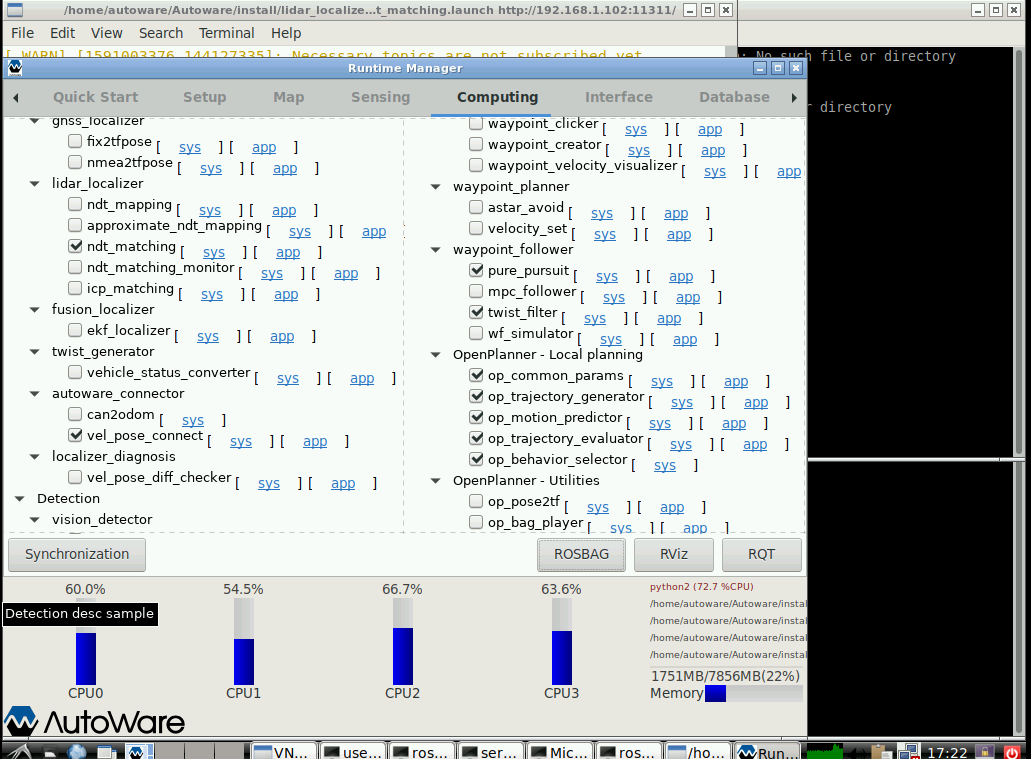 /home/autoware/Autoware/install/lidar_localize...t_matching.launch http://192.168.1.102:11311/
File Edit View Search Terminal Help
[ WARN] [1591003376.144127335]: Necessary topics are not subscribed yet
: No such file or directory
directory
Runtime Manager
Quick Start Setup Map Sensing Computing Interface Database
gnss_localizer
fix2tfpose [ sys ] [ app ]
nmea2tfpose [ sys ] [ app ]
lidar_localizer
ndt_mapping [ sys ] [ app ]
approximate_ndt_mapping [ sys ] [ app
ndt_matching [ sys ] [ app ]
ndt_matching_monitor [ sys ] [ app ]
icp_matching [ sys ] [ app ]
fusion_localizer
ekf_localizer [ sys ] [ app ]
twist_generator
vehicle_status_converter [ sys ] [ app ]
autoware_connector
can2odom [ sys ]
vel_pose_connect [ sys ] [ app ]
localizer_diagnosis
vel_pose_diff_checker [ sys ] [ app ]
Detection
vision_detector
waypoint_clicker [ sys ] [ app ]
waypoint_creator [ sys ] [ app ]
waypoint_velocity_visualizer [ sys ] [ app
waypoint_planner
astar_avoid [ sys ] [ app ]
velocity_set [ sys ] [ app ]
waypoint_follower
pure_pursuit [ sys ] [ app ]
mpc_follower [ sys ] [ app ]
twist_filter [ sys ] [ app ]
wf_simulator [ sys ] [ app ]
OpenPlanner - Local planning
op_common_params [ sys ] [ app ]
op_trajectory_generator [ sys ] [ app ]
op_motion_predictor [ sys ] [ app ]
op_trajectory_evaluator [ sys ] [ app ]
op_behavior_selector [ sys ]
OpenPlanner - Utilities
op_pose2tf [ sys ] [ app ]
op_bag_player [ sys ] [ app ]
Synchronization ROSBAG RViz RQT
60.0% 54.5% 66.7% 63.6%
Detection desc sample
CPU0 CPU1 CPU2 CPU3
python2 (72.7 %CPU)
/home/autoware/Autoware/instal
/home/autoware/Autoware/instal
/home/autoware/Autoware/instal
/home/autoware/Autoware/instal
1751MB/7856MB(22%)
Memory
AutoWare
VN... use... ros... ser... Mic... ros... /ho... Run... 17:22